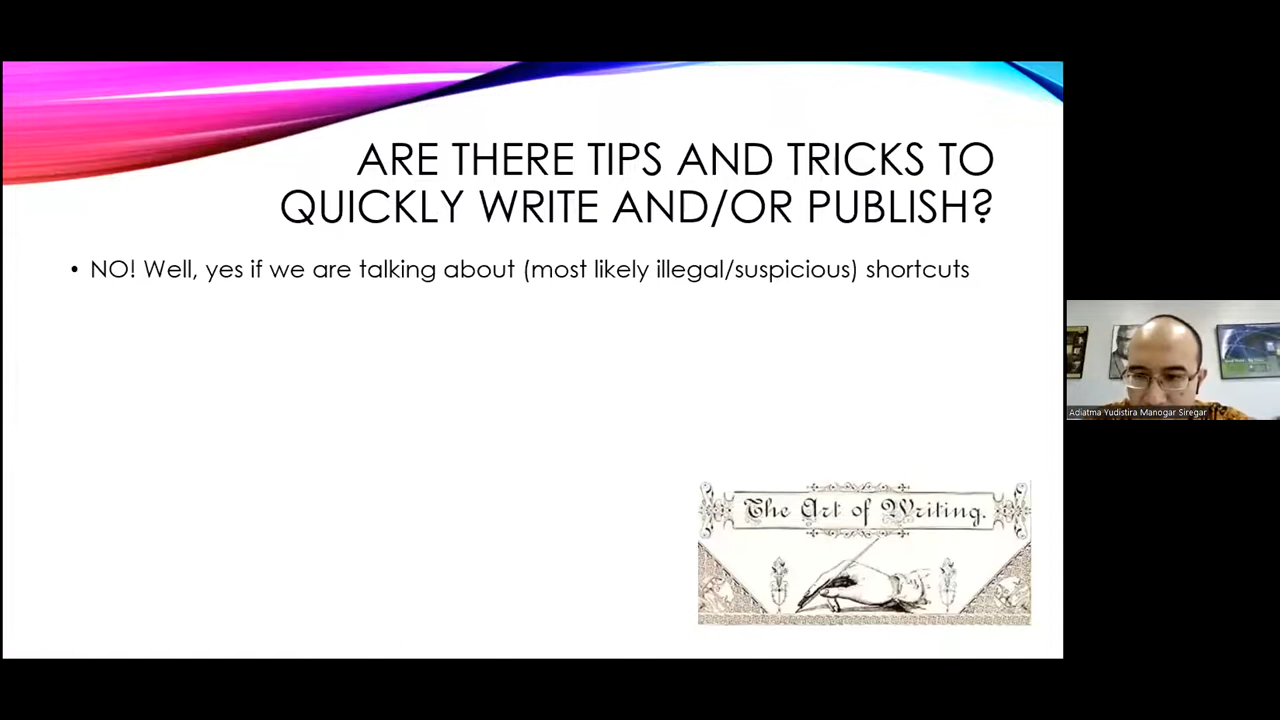 ARE THERE TIPS AND TRICKS TO
QUICKLY WRITE AND/OR PUBLISH?
• NO! Well, yes if we are talking about (most likely illegal/suspicious) shortcuts
The Art of Writing.
Adiatma Yudistira Manogar Siregar